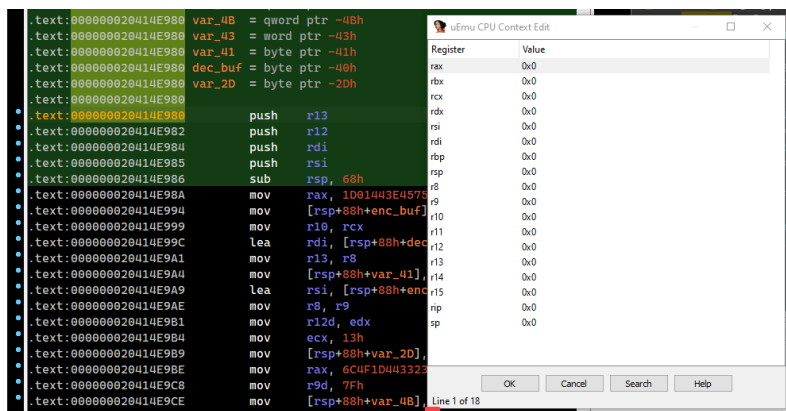 .text:000000020414E980 var_4B = qword ptr -4Bh
.text:000000020414E980 var_43 = word ptr -43h
.text:000000020414E980 var_41 = byte ptr -41h
.text:000000020414E980 dec_buf = byte ptr -40h
.text:000000020414E980 var_2D = byte ptr -2Dh
.text:000000020414E980
.text:000000020414E980 push r13
.text:000000020414E982 push r12
.text:000000020414E984 push rdi
.text:000000020414E985 push rsi
.text:000000020414E986 sub rsp, 68h
.text:000000020414E98A mov rax, 1D01443E4575
.text:000000020414E994 mov [rsp+88h+enc_buf]
.text:000000020414E999 mov r10, rcx
.text:000000020414E99C lea rdi, [rsp+88h+dec
.text:000000020414E9A1 mov r13, r8
.text:000000020414E9A4 mov [rsp+88h+var_41],
.text:000000020414E9A9 lea rsi, [rsp+88h+enc
.text:000000020414E9AE mov r8, r9
.text:000000020414E9B1 mov r12d, edx
.text:000000020414E9B4 mov ecx, 13h
.text:000000020414E9B9 mov [rsp+88h+var_2D],
.text:000000020414E9BE mov rax, 6C4F1D443323
.text:000000020414E9C8 mov r9d, 7Fh
.text:000000020414E9CE mov [rsp+88h+var_4B],
uEmu CPU Context Edit
Register Value
rax 0x0
rbx 0x0
rcx 0x0
rdx 0x0
rsi 0x0
rdi 0x0
rbp 0x0
rsp 0x0
r8 0x0
r9 0x0
r10 0x0
r11 0x0
r12 0x0
r13 0x0
r14 0x0
r15 0x0
rip 0x0
sp 0x0
OK Cancel Search Help
Line 1 of 18